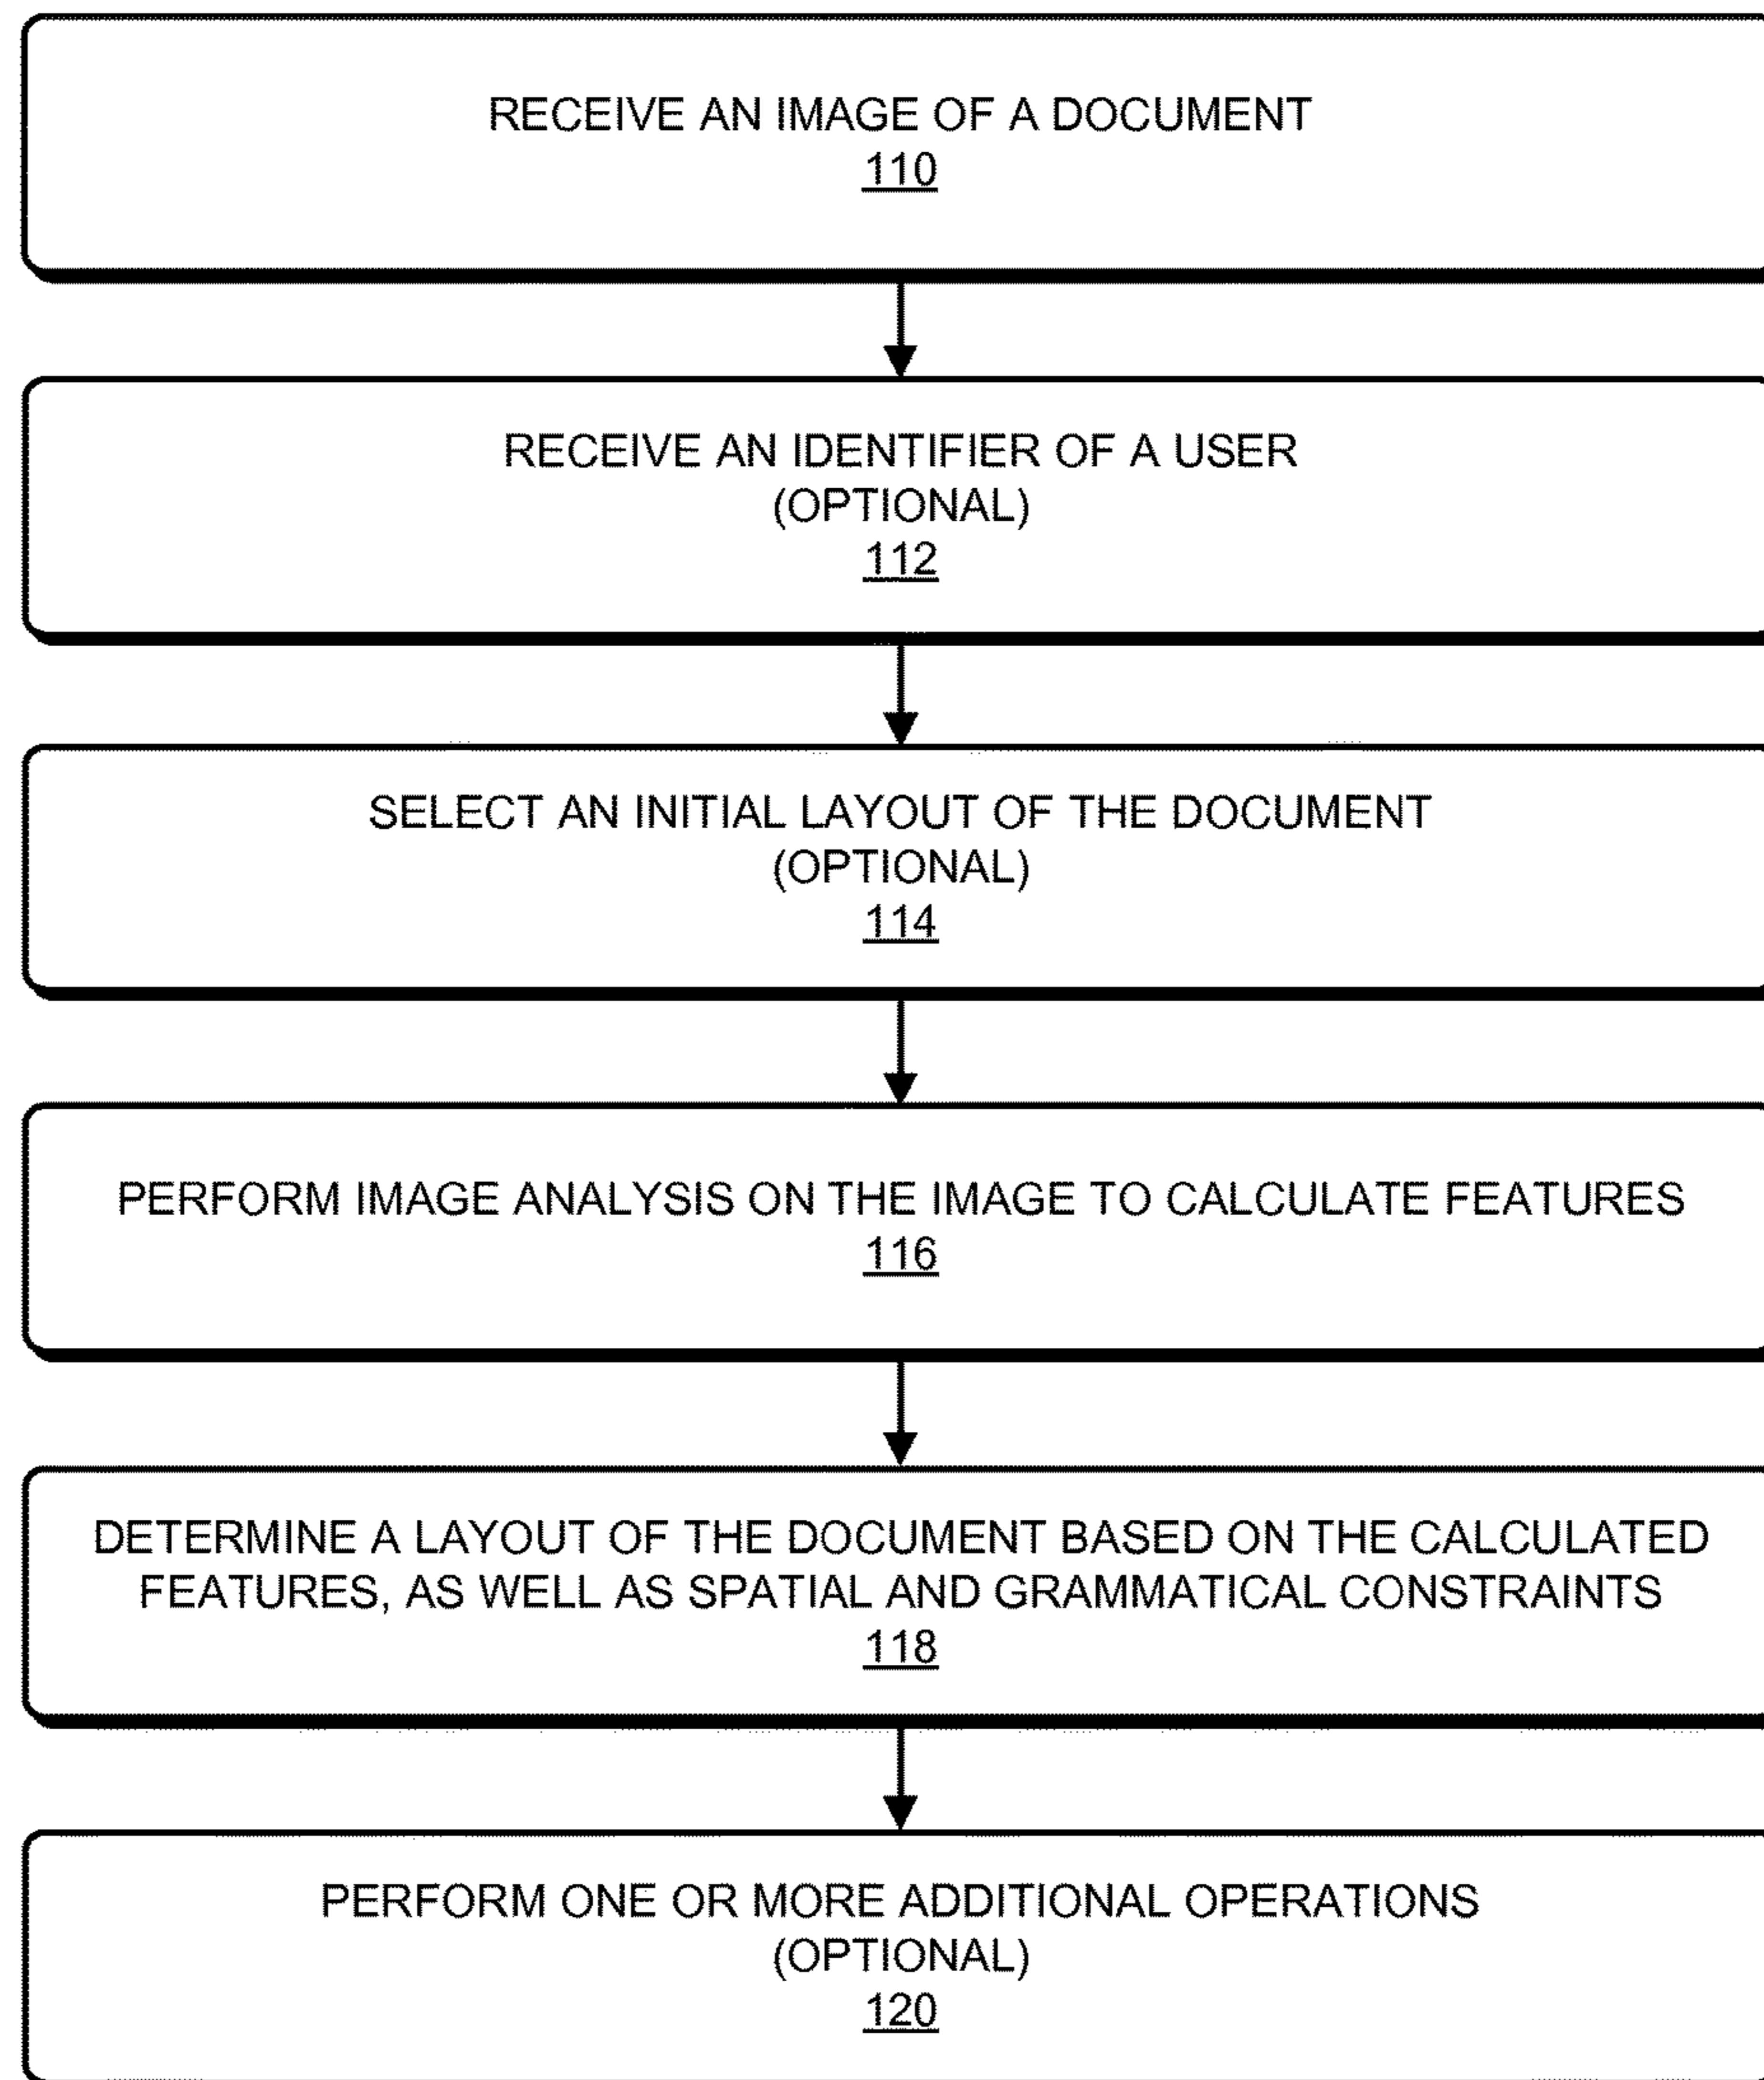 RECEIVE AN IMAGE OF A DOCUMENT
110
RECEIVE AN IDENTIFIER OF A USER
(OPTIONAL)
112
SELECT AN INITIAL LAYOUT OF THE DOCUMENT
(OPTIONAL)
114
PERFORM IMAGE ANALYSIS ON THE IMAGE TO CALCULATE FEATURES
116
DETERMINE A LAYOUT OF THE DOCUMENT BASED ON THE CALCULATED
FEATURES, AS WELL AS SPATIAL AND GRAMMATICAL CONSTRAINTS
118
PERFORM ONE OR MORE ADDITIONAL OPERATIONS
(OPTIONAL)
120